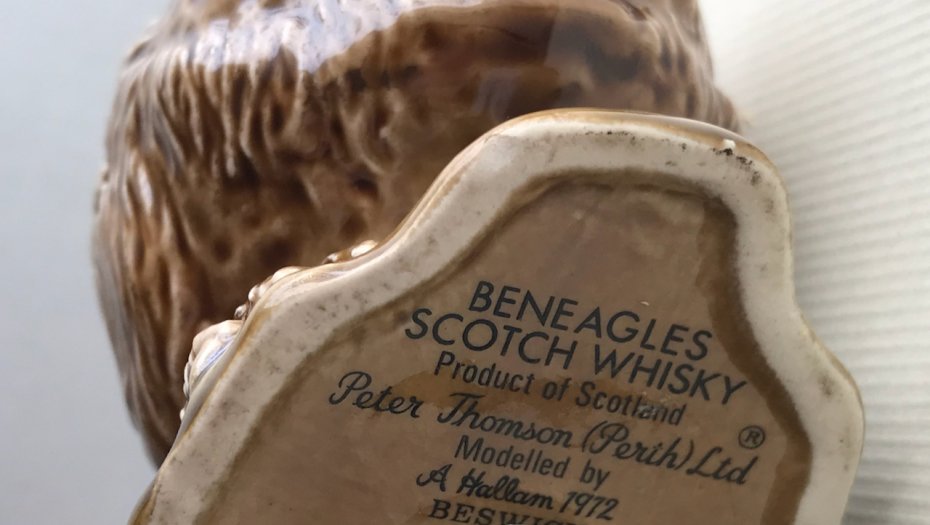 BENEAGLES
SCOTCH WHISKY
Product of Scotland
®
Peter Thomson (Perth) Ltd
Modelled by
A Hallam 1972